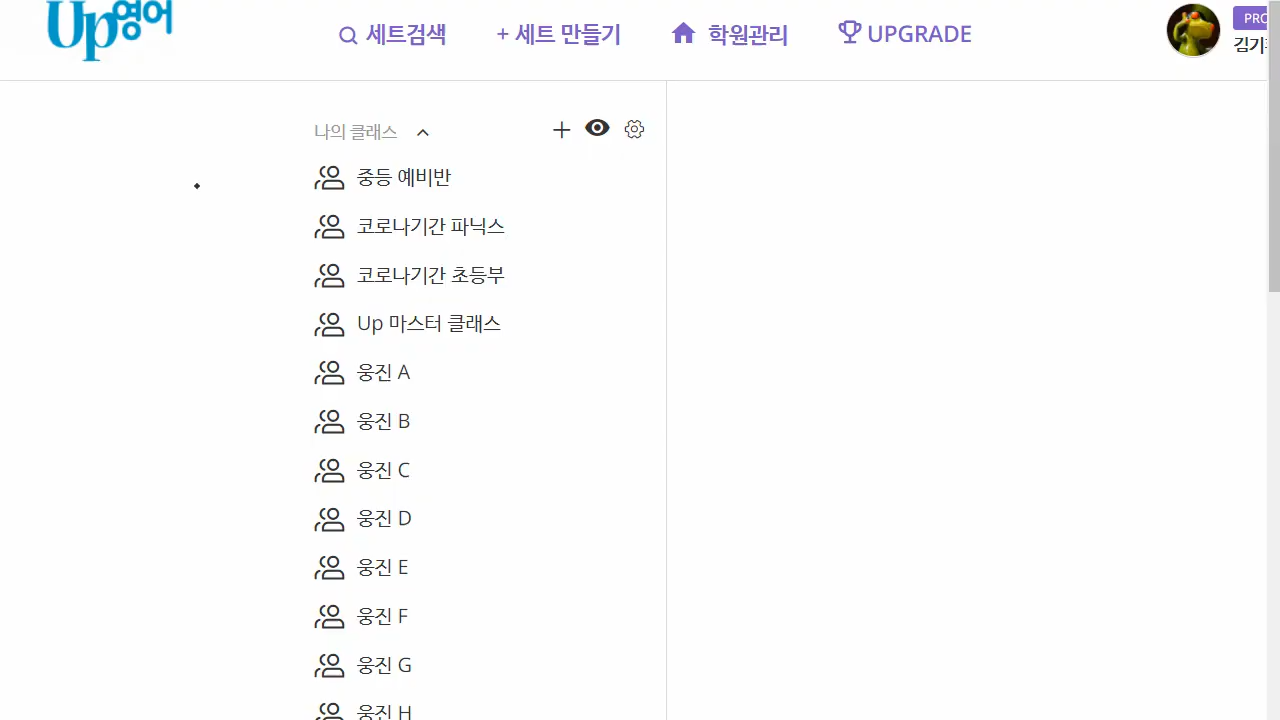 Up영어
세트검색
+ 세트 만들기
학원관리
UPGRADE
PRO
나의 클래스
중등 예비반
코로나기간 파닉스
코로나기간 초등부
Up 마스터 클래스
웅진 A
웅진 B
웅진 C
웅진 D
웅진 E
웅진 F
웅진 G
웅진 H